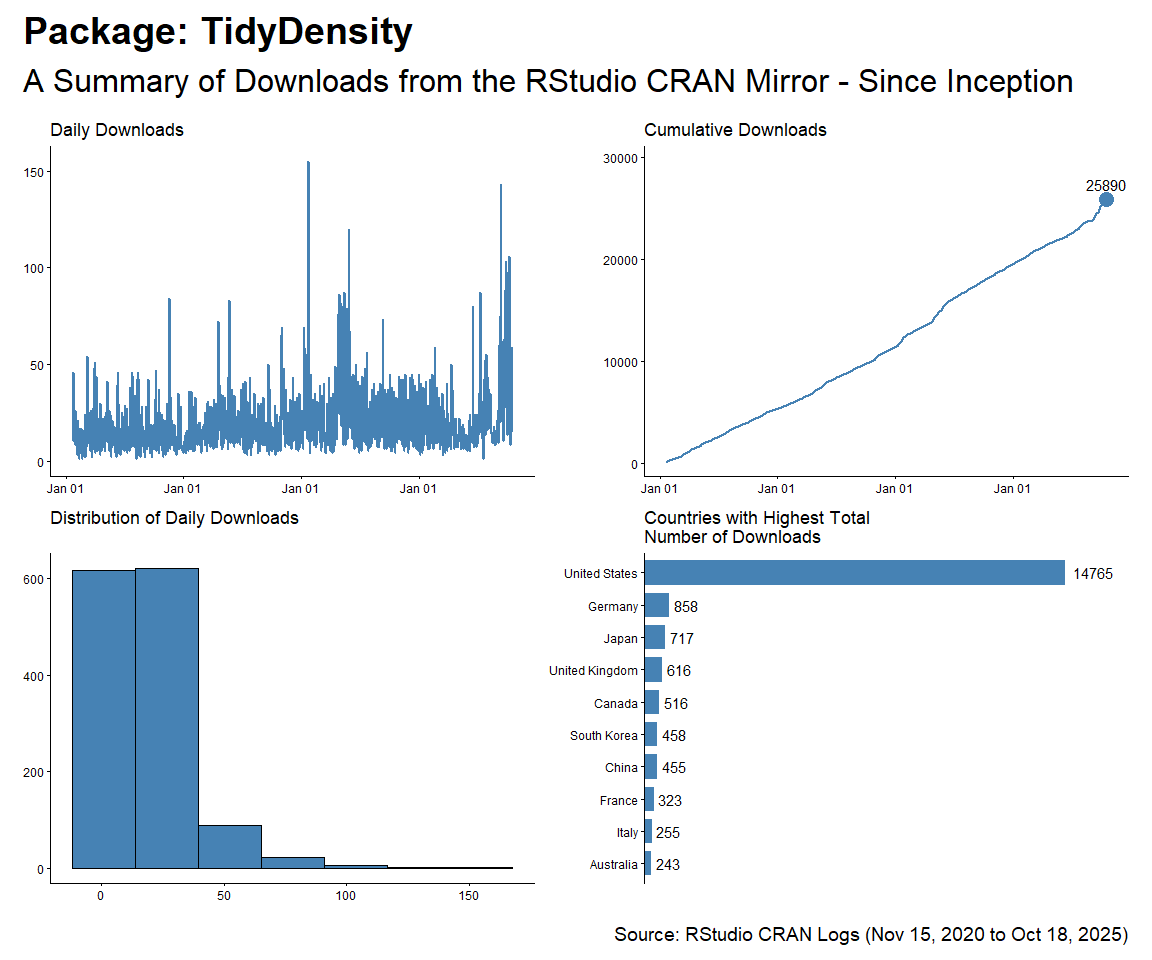 Package: TidyDensity
A Summary of Downloads from the RStudio CRAN Mirror - Since Inception
Daily Downloads
150
100
50
0
Jan 01 Jan 01 Jan 01 Jan 01
Cumulative Downloads
30000
25890
20000
10000
0
Jan 01 Jan 01 Jan 01 Jan 01
Distribution of Daily Downloads
600
400
200
0
0 50 100 150
Countries with Highest Total
Number of Downloads
United States 14765
Germany 858
Japan 717
United Kingdom 616
Canada 516
South Korea 458
China 455
France 323
Italy 255
Australia 243
Source: RStudio CRAN Logs (Nov 15, 2020 to Oct 18, 2025)